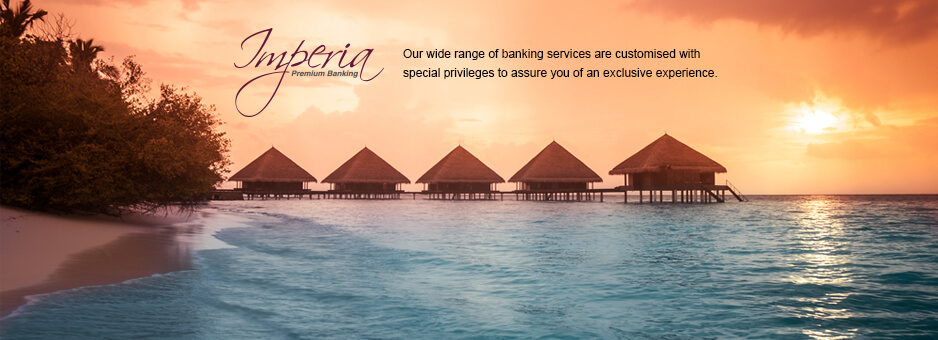 Imperia
Premium Banking
Our wide range of banking services are customised with
special privileges to assure you of an exclusive experience.